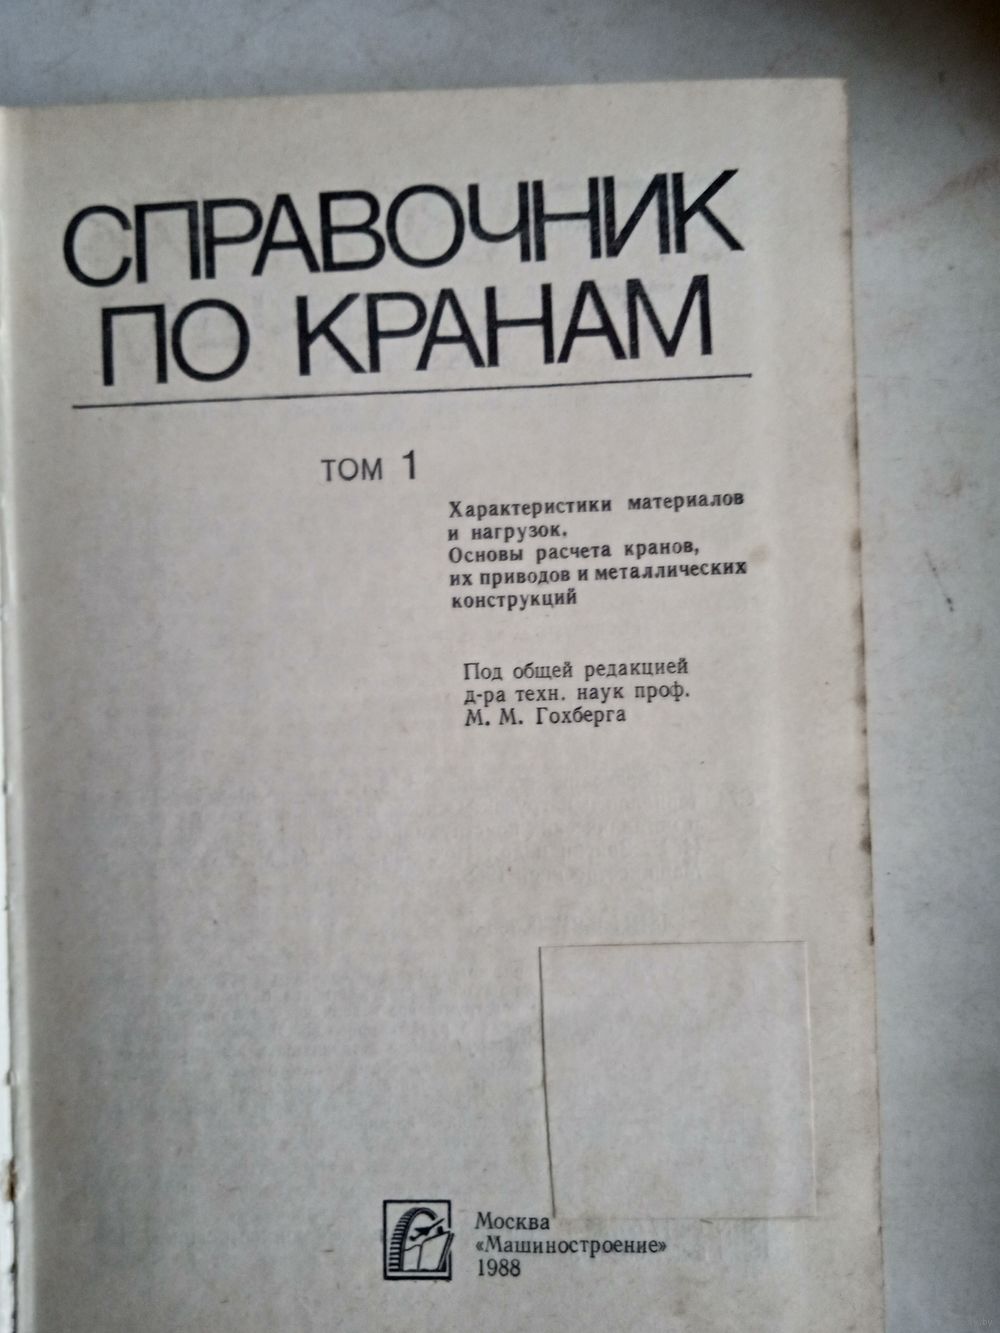 СПРАВОЧНИК
ПО КРАНАМ
ТОМ 1
Характеристики материалов
и нагрузок.
Основы расчета кранов,
их приводов и металлических
конструкций
Под общей редакцией
д-ра техн. наук проф.
М. М. Гохберга
Москва
«Машиностроение»
1988